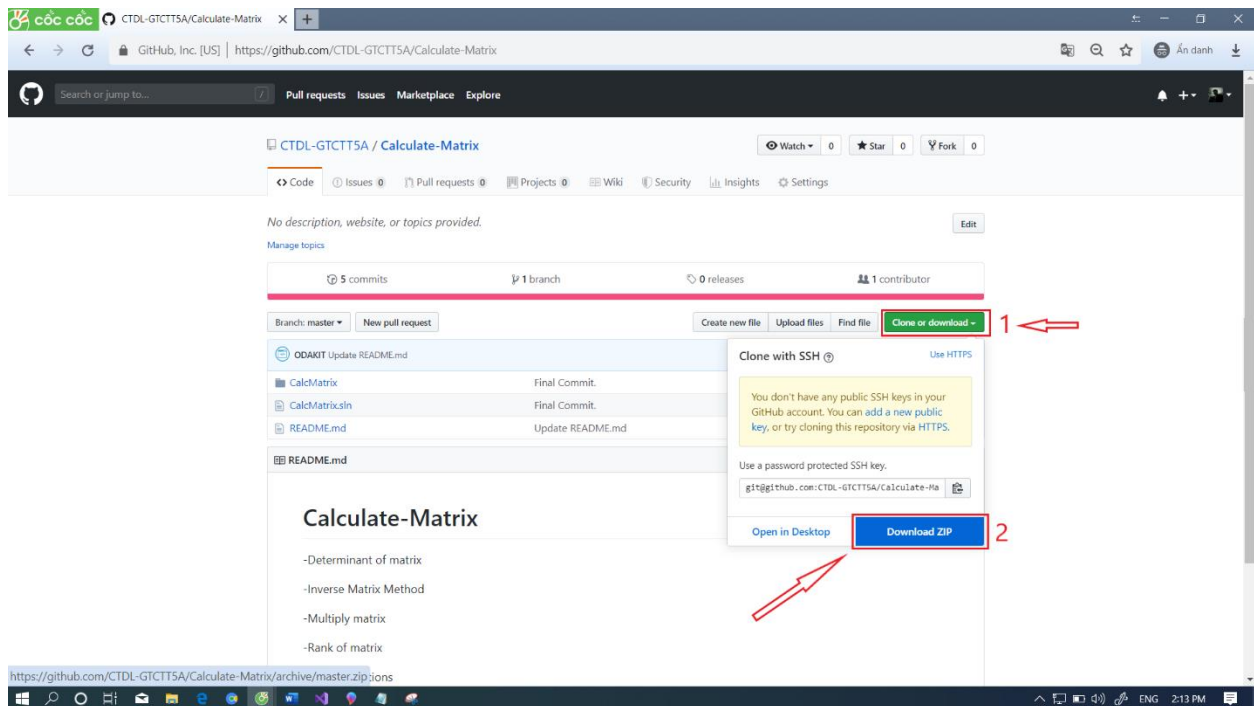 cốc cốc CTDL-GTCTT5A/Calculate-Matrix
GitHub, Inc. [US] | https://github.com/CTDL-GTCTT5A/Calculate-Matrix Ẩn danh
Search or jump to... / Pull requests Issues Marketplace Explore
CTDL-GTCTT5A / Calculate-Matrix Watch 0 Star 0 Fork 0
Code Issues 0 Pull requests 0 Projects 0 Wiki Security Insights Settings
No description, website, or topics provided. Edit
Manage topics
5 commits 1 branch 0 releases 1 contributor
Branch: master New pull request Create new file Upload files Find file Clone or download 1
ODAKIT Update README.md
CalcMatrix Final Commit.
CalcMatrix.sln Final Commit.
README.md Update README.md
README.md
Clone with SSH Use HTTPS
You don't have any public SSH keys in your
GitHub account. You can add a new public
key, or try cloning this repository via HTTPS.
Use a password protected SSH key.
git@github.com:CTDL-GTCTT5A/Calculate-Ma
Open in Desktop Download ZIP 2
Calculate-Matrix
-Determinant of matrix
-Inverse Matrix Method
-Multiply matrix
-Rank of matrix
https://github.com/CTDL-GTCTT5A/Calculate-Matrix/archive/master.zip ions
ENG 2:13 PM